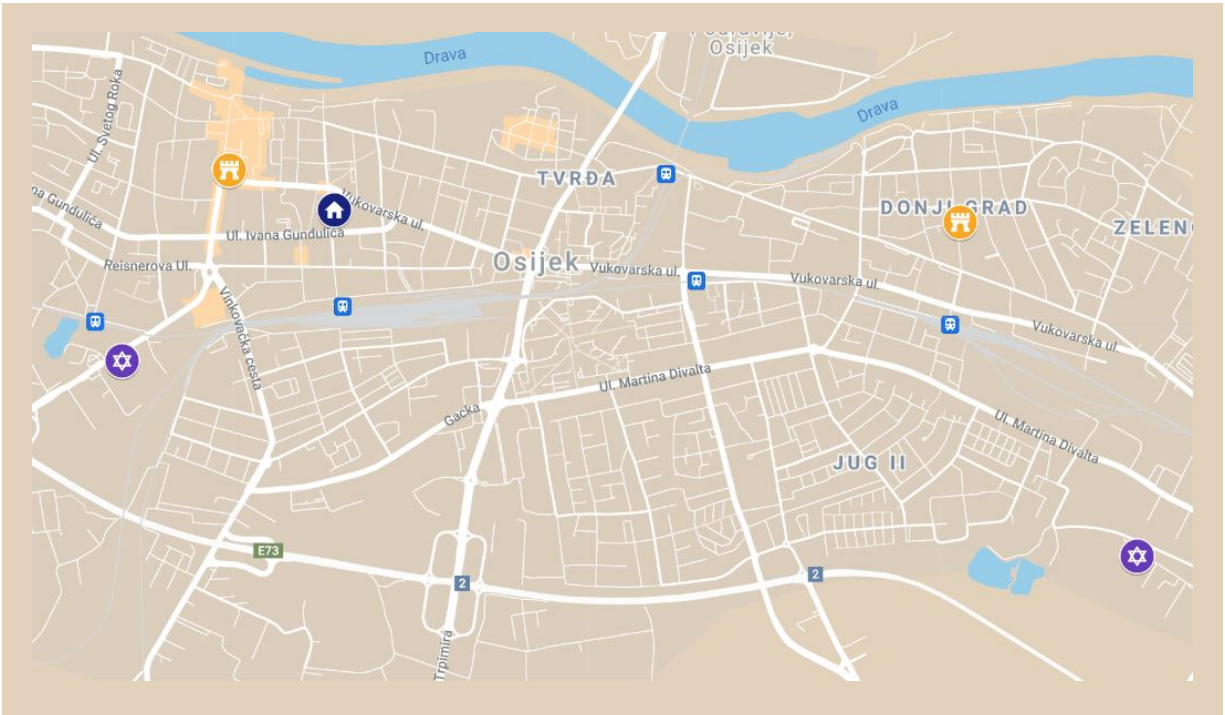 Drava
Osijek
Ul. Svetog Roka
Drava
TVRĐA
na Gundulića
Vukovarska ul.
DONJI GRAD
ZELENO
Ul. Ivana Gundulića
Reisnerova Ul.
Osijek
Vukovarska ul.
Vukovarska ul.
Vukovarska ul.
Vinkovačka cesta
Ul. Martina Divalta
Gacka
Ul. Martina Divalta
JUG II
E73
2
2
Trpimira